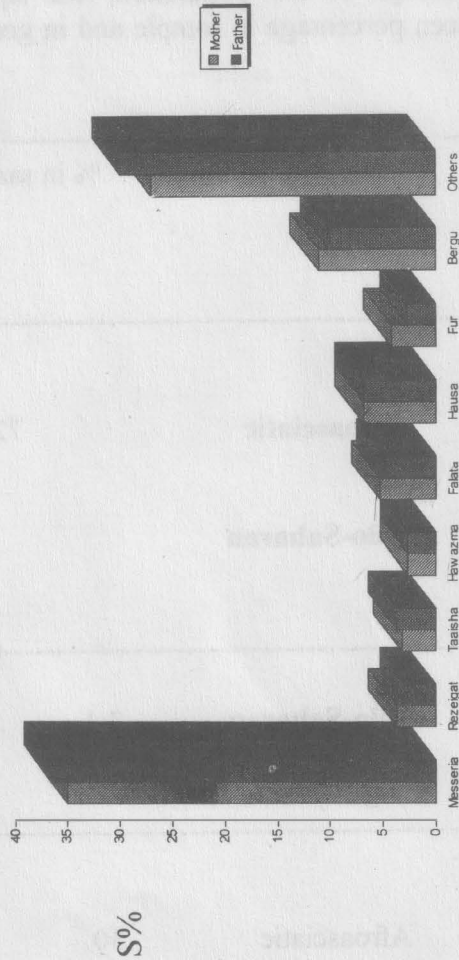 Mother
Father
40
35
30
25
20
15
10
5
0
S%
Messeria
Rezeigat
Taaisha
Hawazma
Falata
Hausa
Fur
Bergu
Others